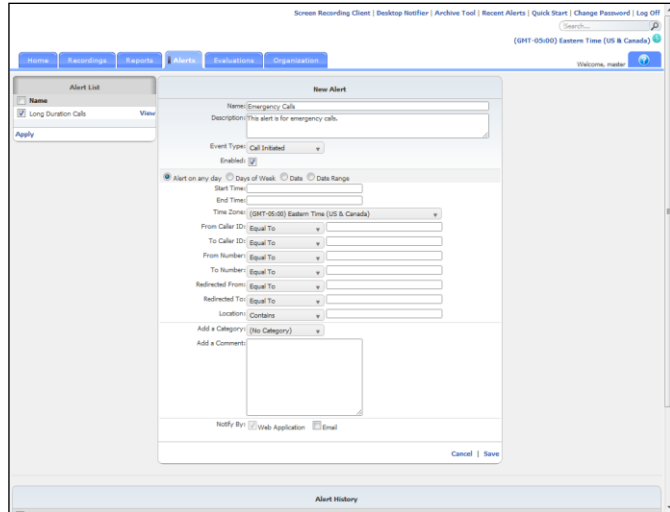 Screen Recording Client | Desktop Notifier | Archive Tool | Recent Alerts | Quick Start | Change Password | Log Off
Search...
(GMT-05:00) Eastern Time (US & Canada)
Home Recordings Reports Alerts Evaluations Organization
Welcome, master
Alert List
Name
Long Duration Calls View
Apply
New Alert
Name: Emergency Calls
Description: This alert is for emergency calls.
Event Type: Call Initiated
Enabled:
Alert on any day Days of Week Date Date Range
Start Time:
End Time:
Time Zone: (GMT-05:00) Eastern Time (US & Canada)
From Caller ID: Equal To
To Caller ID: Equal To
From Number: Equal To
To Number: Equal To
Redirected From: Equal To
Redirected To: Equal To
Location: Contains
Add a Category: (No Category)
Add a Comment:
Notify By: Web Application Email
Cancel | Save
Alert History